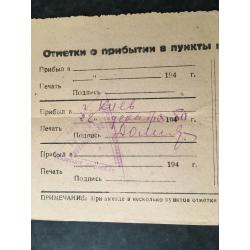 Отметки о прибытии в пункты
Прибыл в 194 г.
Печать Подпись
Прибыл в г. Киев
26 декабря 50 г.
Печать Подпись
Прибыл в 194 г.
Печать Подпись
ПРИМЕЧАНИЕ: При заезде в несколько пунктов отметки